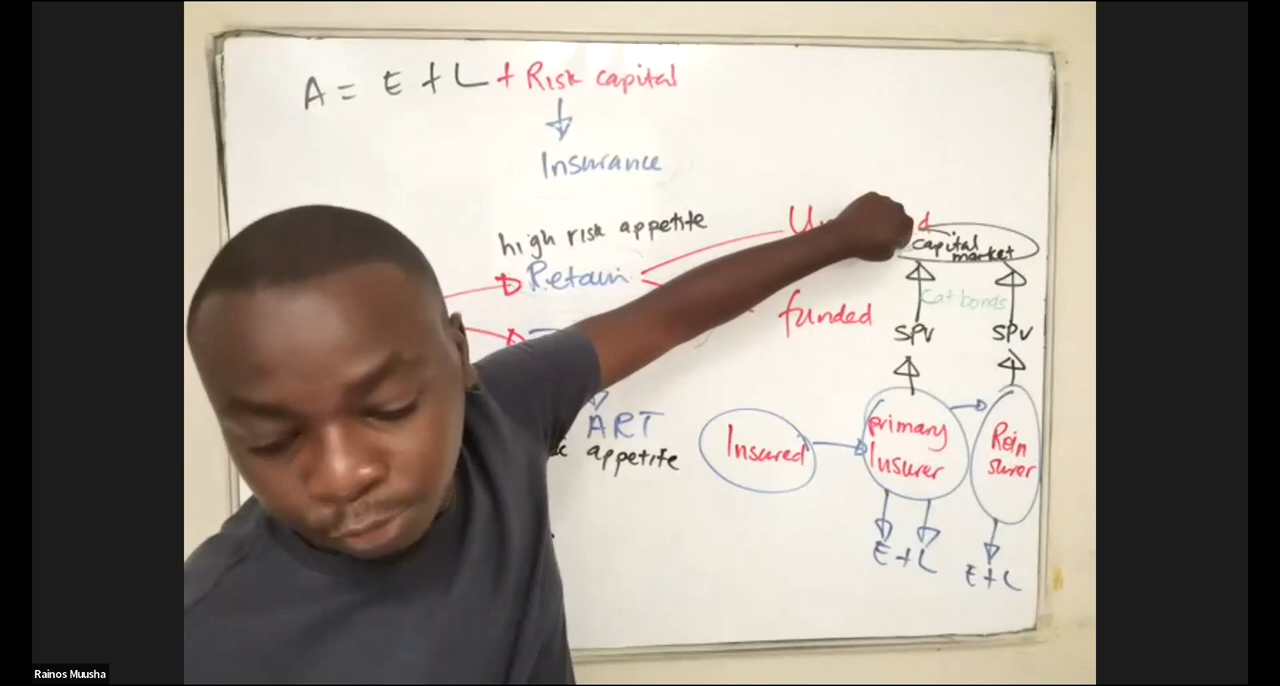 A = E + L + Risk capital
Insurance
high risk appetite
Retain
funded
capital
market
cat bonds
SPV
SPV
ART
appetite
Insured
primary
Insurer
Rein
surer
E + L
E + L
Rainos Muusha